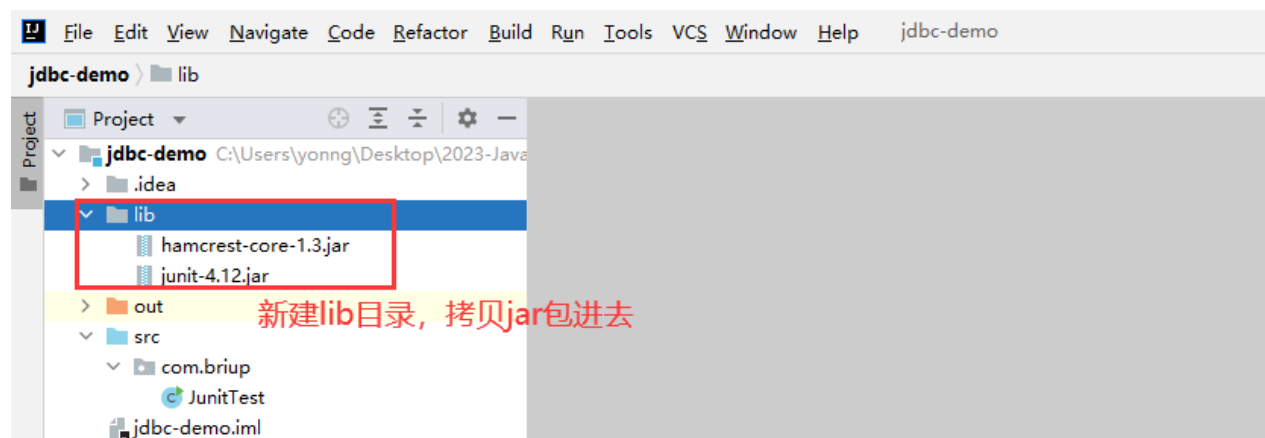 File Edit View Navigate Code Refactor Build Run Tools VCS Window Help jdbc-demo
jdbc-demo lib
Project
Project
jdbc-demo C:\Users\yonng\Desktop\2023-Java
.idea
lib
hamcrest-core-1.3.jar
junit-4.12.jar
out
新建lib目录，拷贝jar包进去
src
com.briup
JunitTest
jdbc-demo.iml